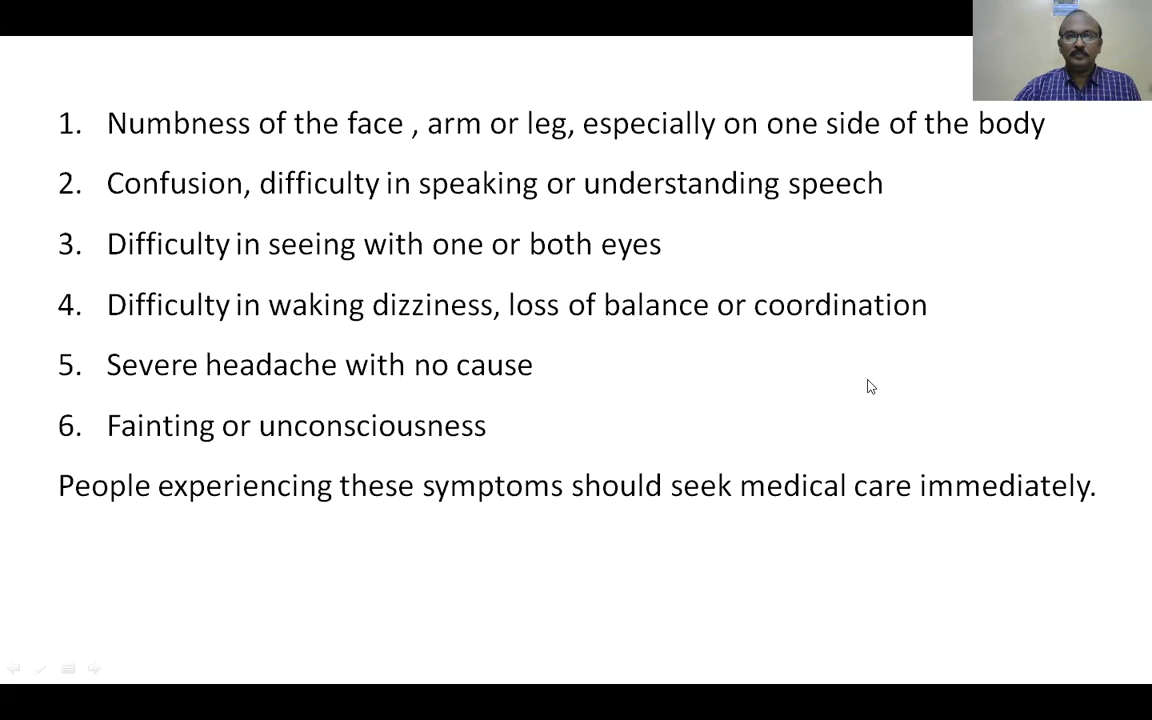 1. Numbness of the face , arm or leg, especially on one side of the body
2. Confusion, difficulty in speaking or understanding speech
3. Difficulty in seeing with one or both eyes
4. Difficulty in waking dizziness, loss of balance or coordination
5. Severe headache with no cause
6. Fainting or unconsciousness
People experiencing these symptoms should seek medical care immediately.